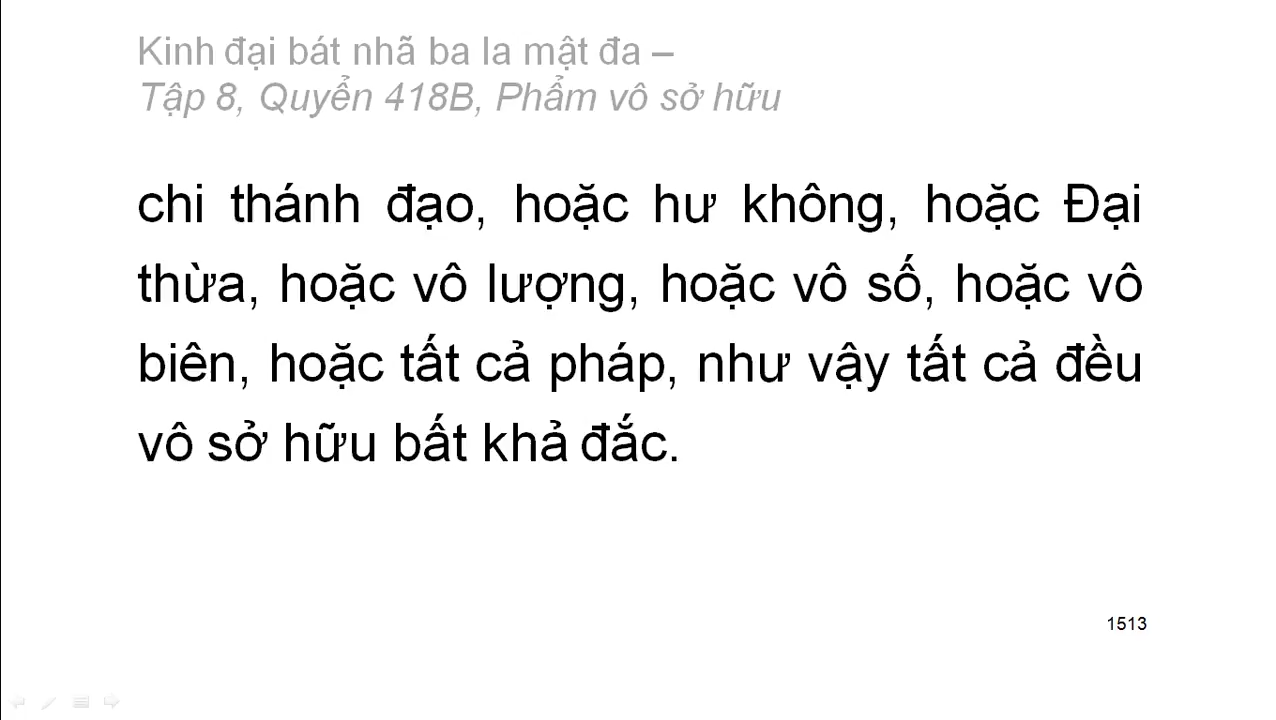 Kinh đại bát nhã ba la mật đa –
Tập 8, Quyển 418B, Phẩm vô sở hữu
chi thánh đạo, hoặc hư không, hoặc Đại
thừa, hoặc vô lượng, hoặc vô số, hoặc vô
biên, hoặc tất cả pháp, như vậy tất cả đều
vô sở hữu bất khả đắc.
1513